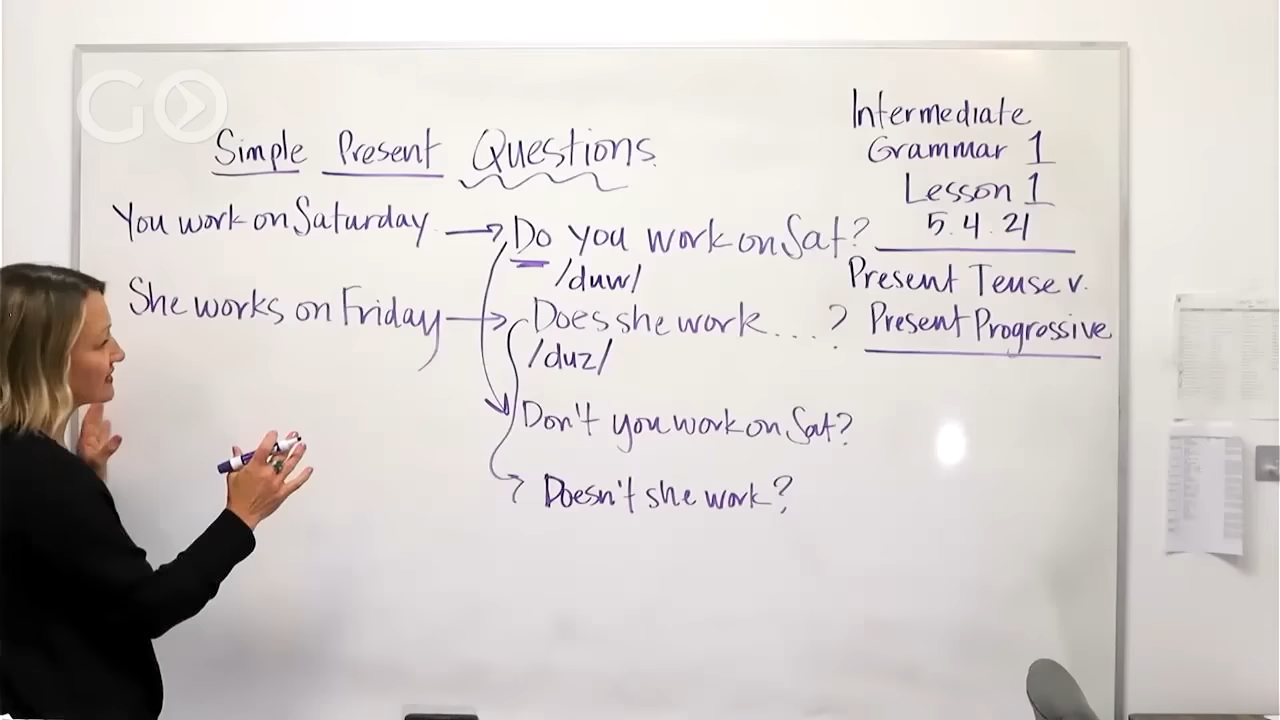 GO
Simple Present Questions.
You work on Saturday → Do you work on Sat?
/duw/
She works on Friday → Does she work ....?
/duz/
Don't you work on Sat?
Doesn't she work?
Intermediate
Grammar 1
Lesson 1
5.4.21
Present Tense v.
Present Progressive